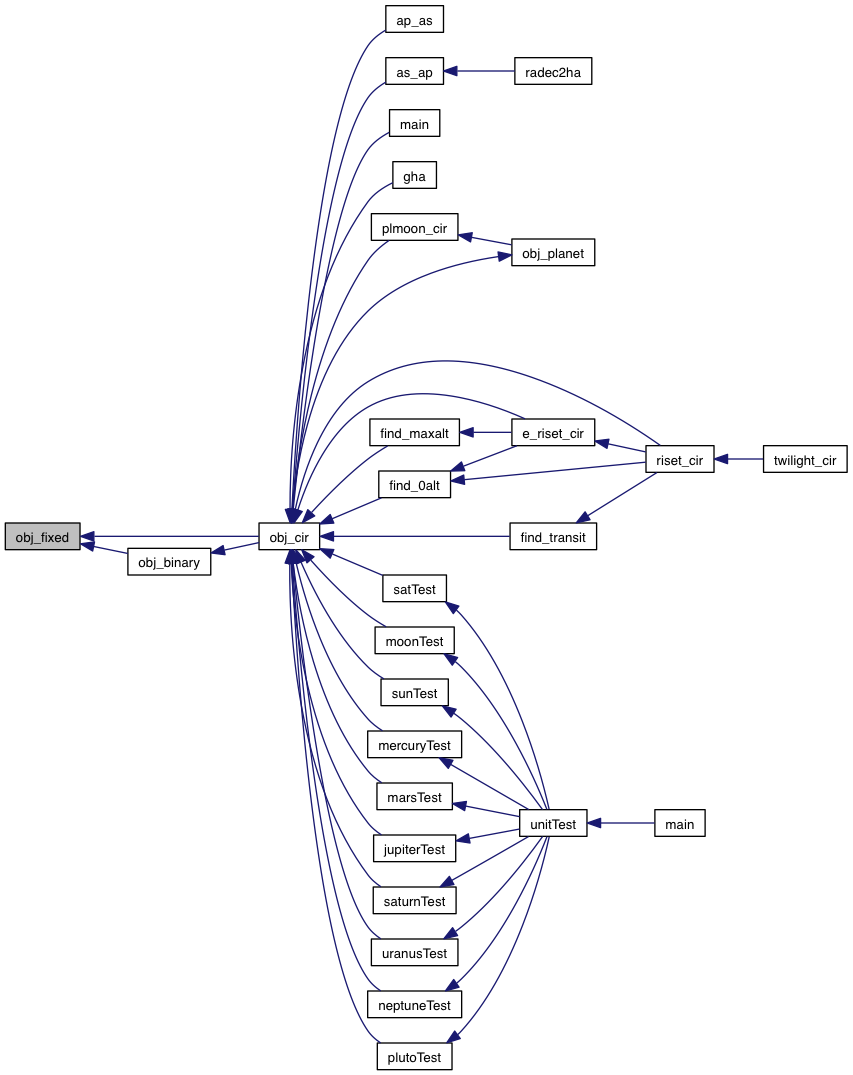 ap_as
as_ap
radec2ha
main
gha
plmoon_cir
obj_planet
find_maxalt
e_riset_cir
riset_cir
twilight_cir
find_0alt
obj_fixed
obj_cir
find_transit
obj_binary
satTest
moonTest
sunTest
mercuryTest
marsTest
unitTest
main
jupiterTest
saturnTest
uranusTest
neptuneTest
plutoTest